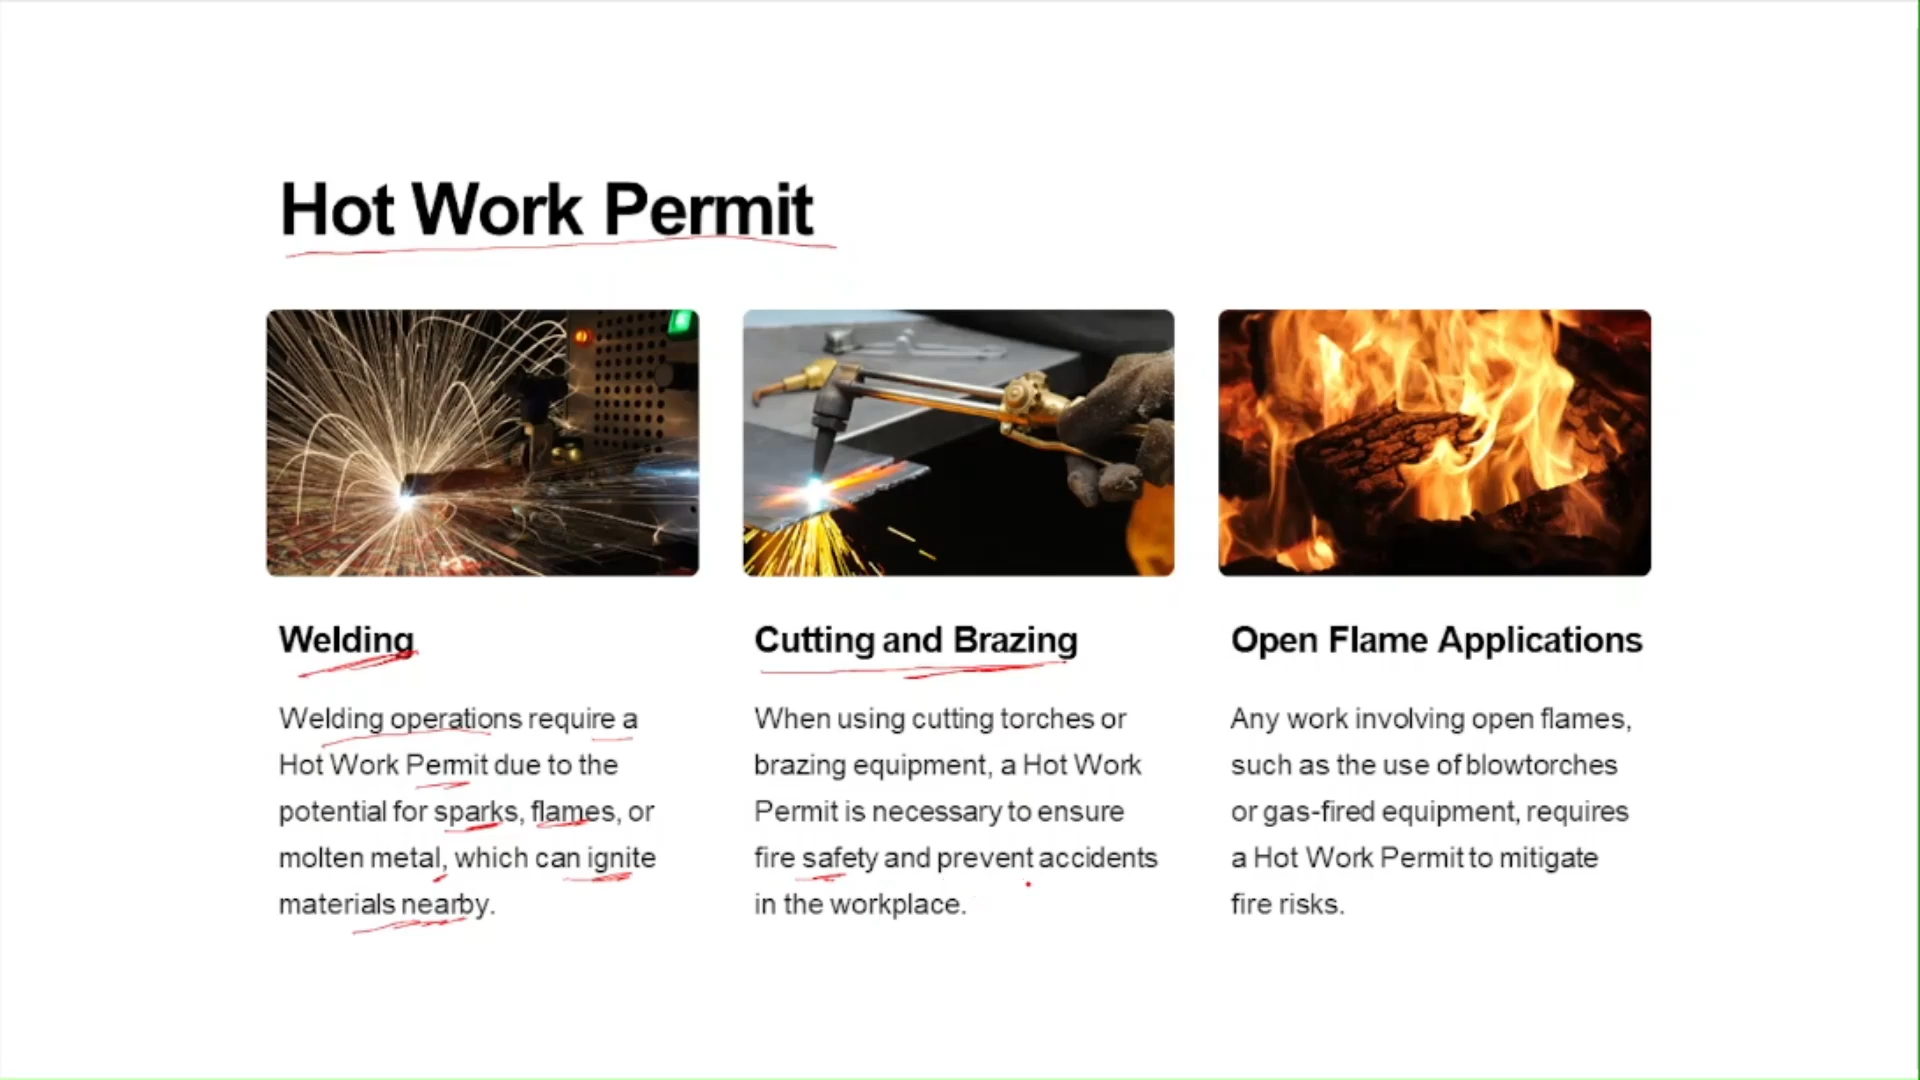 Hot Work Permit
Welding
Welding operations require a
Hot Work Permit due to the
potential for sparks, flames, or
molten metal, which can ignite
materials nearby.
Cutting and Brazing
When using cutting torches or
brazing equipment, a Hot Work
Permit is necessary to ensure
fire safety and prevent accidents
in the workplace.
Open Flame Applications
Any work involving open flames,
such as the use of blowtorches
or gas-fired equipment, requires
a Hot Work Permit to mitigate
fire risks.